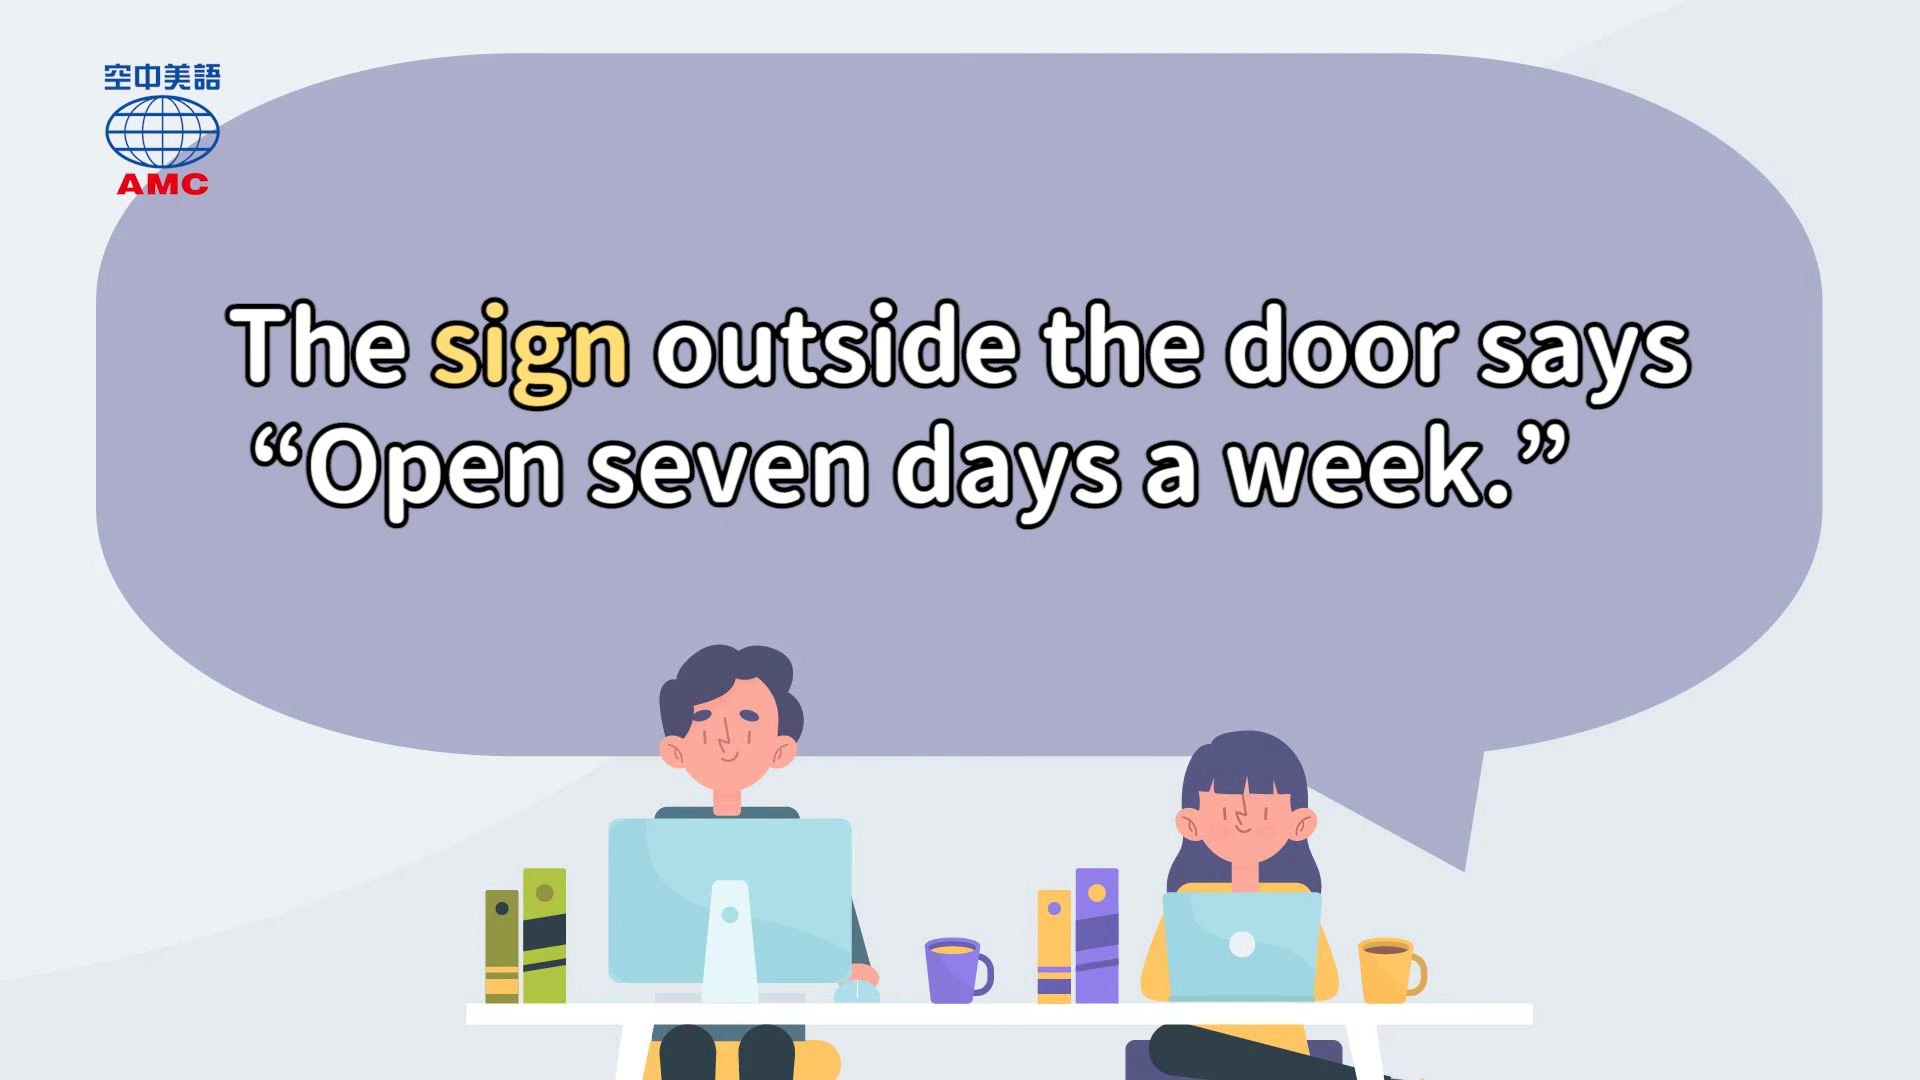 空中美語
AMC
The sign outside the door says
“Open seven days a week.”